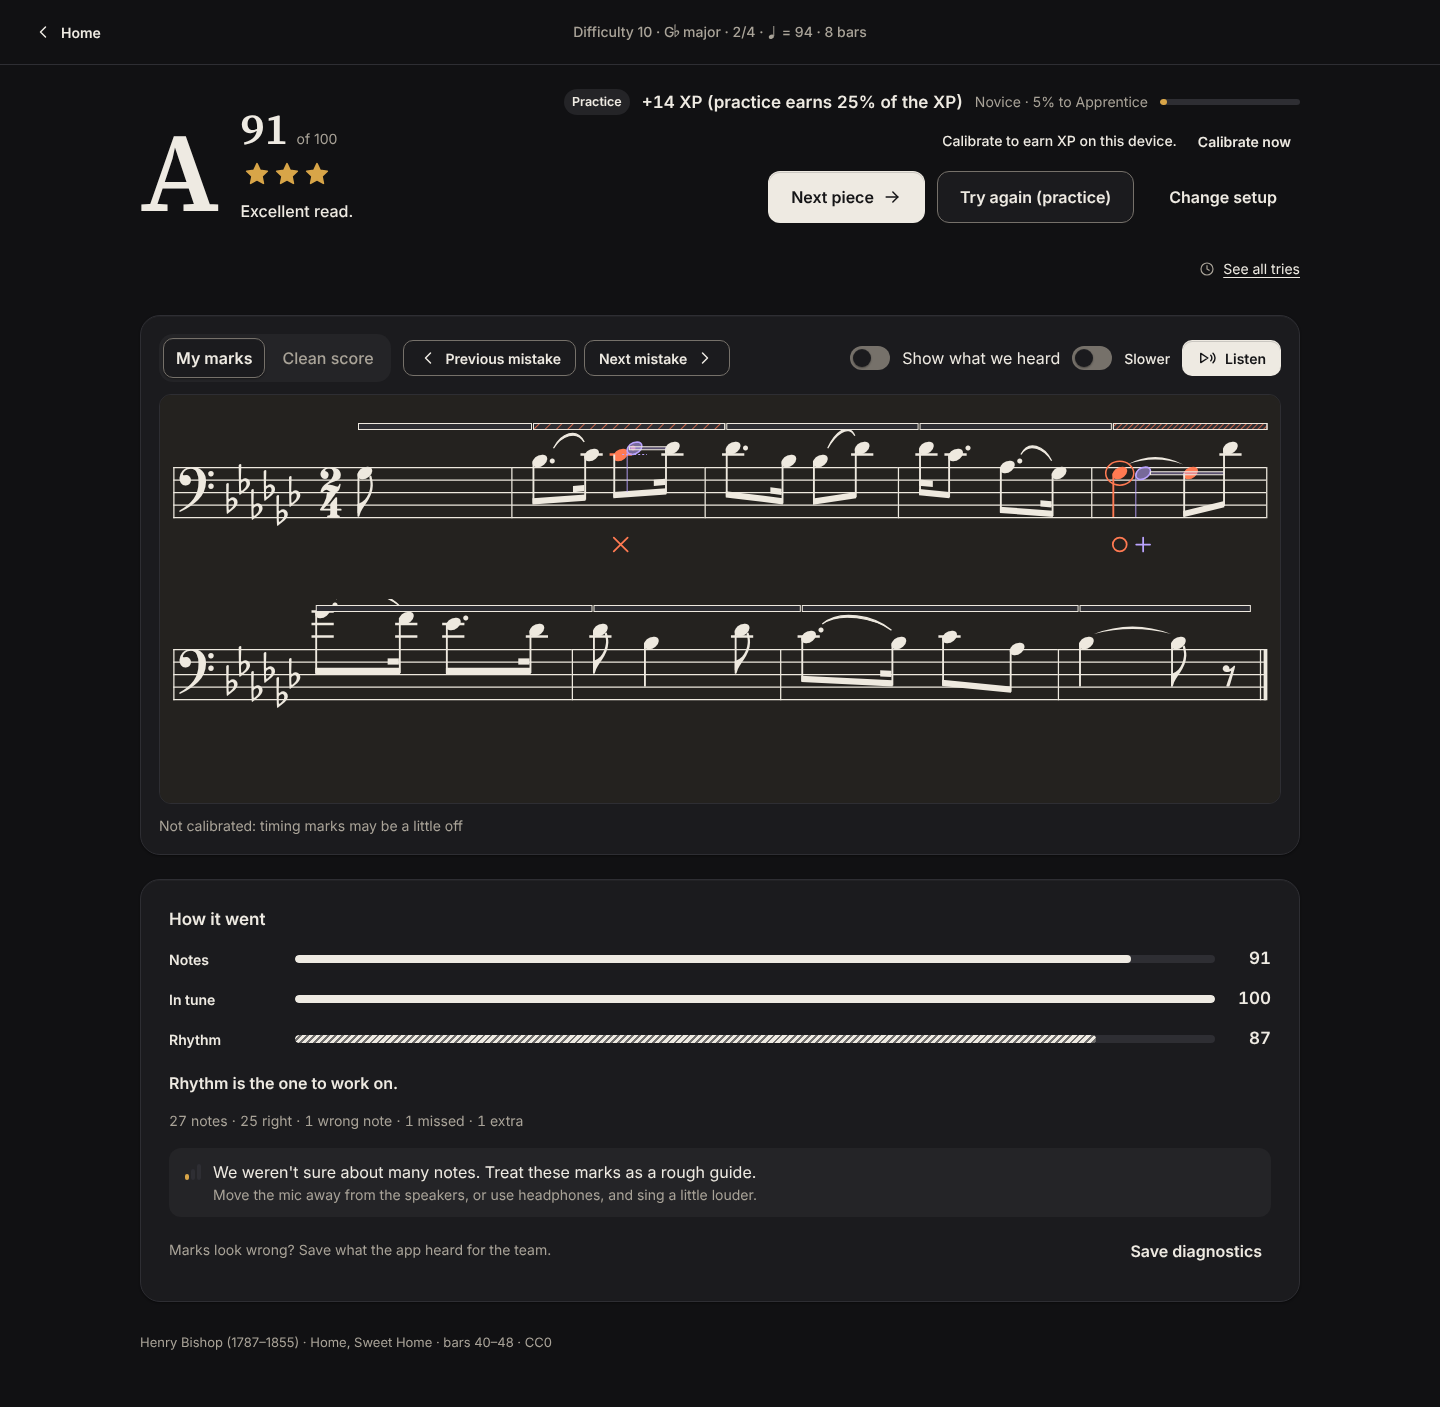 Home
Difficulty 10 · G♭ major · 2/4 · ♩ = 94 · 8 bars
Practice +14 XP (practice earns 25% of the XP) Novice · 5% to Apprentice
A
91 of 100
Excellent read.
Calibrate to earn XP on this device. Calibrate now
Next piece → Try again (practice) Change setup
See all tries
My marks Clean score Previous mistake Next mistake Show what we heard Slower Listen
2
4
Not calibrated: timing marks may be a little off
How it went
Notes 91
In tune 100
Rhythm 87
Rhythm is the one to work on.
27 notes · 25 right · 1 wrong note · 1 missed · 1 extra
We weren't sure about many notes. Treat these marks as a rough guide.
Move the mic away from the speakers, or use headphones, and sing a little louder.
Marks look wrong? Save what the app heard for the team. Save diagnostics
Henry Bishop (1787–1855) · Home, Sweet Home · bars 40–48 · CC0